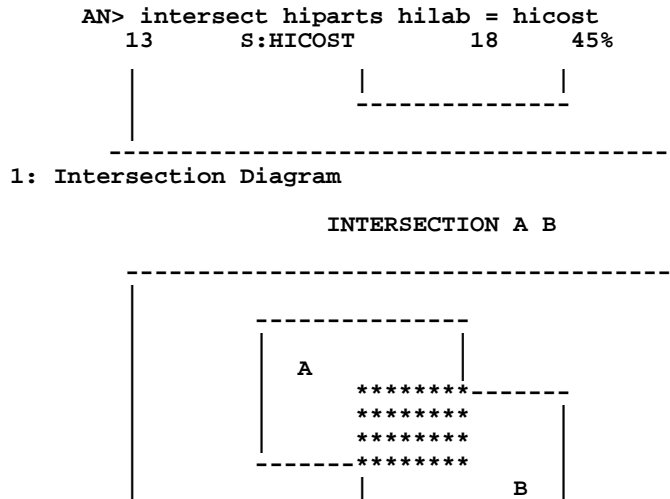 AN> intersect hiparts hilab = hicost
13 S:HICOST 18 45%
1: Intersection Diagram
INTERSECTION A B
A
********
********
********
********
B